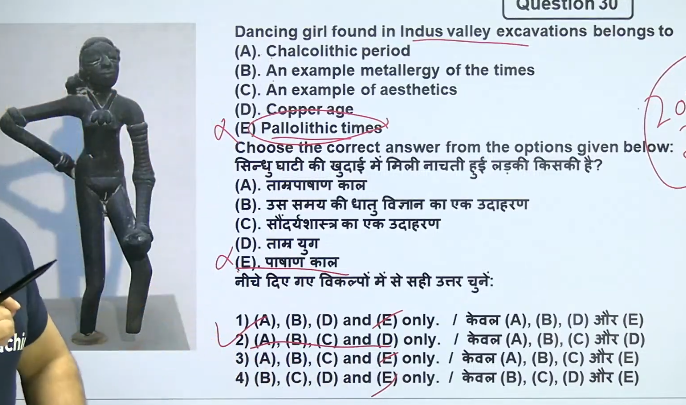 Question 30
Dancing girl found in Indus valley excavations belongs to
(A). Chalcolithic period
(B). An example metallergy of the times
(C). An example of aesthetics
(D). Copper age
(E) Pallolithic times
Choose the correct answer from the options given below:
सिन्धु घाटी की खुदाई में मिली नाचती हुई लड़की किसकी है?
(A). ताम्रपाषाण काल
(B). उस समय की धातु विज्ञान का एक उदाहरण
(C). सौंदर्यशास्त्र का एक उदाहरण
(D). ताम्र युग
(E). पाषाण काल
नीचे दिए गए विकल्पों में से सही उत्तर चुनें:
1) (A), (B), (D) and (E) only. / केवल (A), (B), (D) और (E)
2) (A), (B), (C) and (D) only. / केवल (A), (B), (C) और (D)
3) (A), (B), (C) and (E) only. / केवल (A), (B), (C) और (E)
4) (B), (C), (D) and (E) only. / केवल (B), (C), (D) और (E)